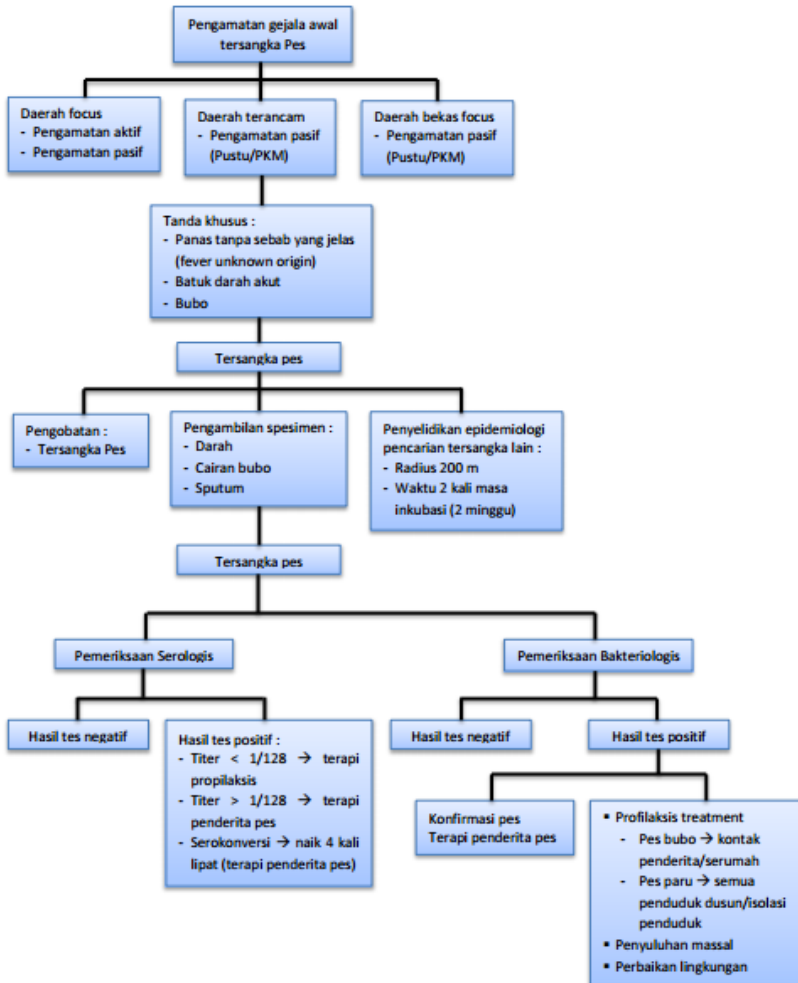 Pengamatan gejala awal
tersangka Pes
Daerah focus
- Pengamatan aktif
- Pengamatan pasif
Daerah terancam
- Pengamatan pasif
(Pustu/PKM)
Daerah bekas focus
- Pengamatan pasif
(Pustu/PKM)
Tanda khusus :
- Panas tanpa sebab yang jelas
(fever unknown origin)
- Batuk darah akut
- Bubo
Tersangka pes
Pengobatan :
- Tersangka Pes
Pengambilan spesimen :
- Darah
- Cairan bubo
- Sputum
Penyelidikan epidemiologi
pencarian tersangka lain :
- Radius 200 m
- Waktu 2 kali masa
inkubasi (2 minggu)
Tersangka pes
Pemeriksaan Serologis
Pemeriksaan Bakteriologis
Hasil tes negatif
Hasil tes positif :
- Titer < 1/128 → terapi
propilaksis
- Titer > 1/128 → terapi
penderita pes
- Serokonversi → naik 4 kali
lipat (terapi penderita pes)
Hasil tes negatif
Hasil tes positif
Konfirmasi pes
Terapi penderita pes
▪ Profilaksis treatment
- Pes bubo → kontak
penderita/serumah
- Pes paru → semua
penduduk dusun/isolasi
penduduk
▪ Penyuluhan massal
▪ Perbaikan lingkungan